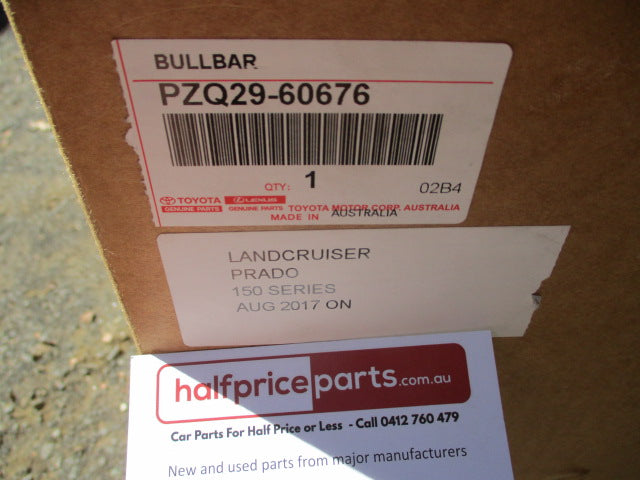 BULLBAR
PZQ29-60676
QTY: 1 02B4
TOYOTA LEXUS
GENUINE PARTS GENUINE PARTS TOYOTA MOTOR CORP. AUSTRALIA
MADE IN AUSTRALIA
LANDCRUISER
PRADO
150 SERIES
AUG 2017 ON
halfpriceparts.com.au
Car Parts For Half Price or Less - Call 0412 760 479
New and used parts from major manufacturers